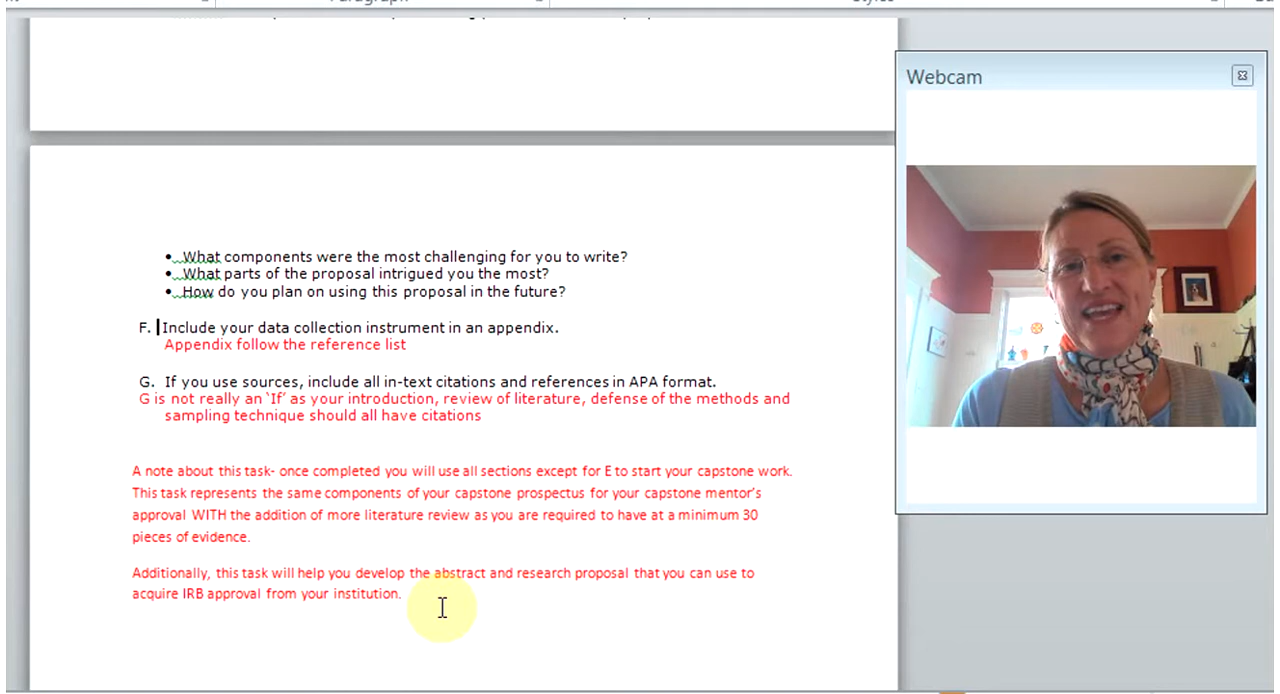 Paragraph
Styles
Webcam
• What components were the most challenging for you to write?
• What parts of the proposal intrigued you the most?
• How do you plan on using this proposal in the future?
F. Include your data collection instrument in an appendix.
Appendix follow the reference list
G. If you use sources, include all in-text citations and references in APA format.
G is not really an ‘If’ as your introduction, review of literature, defense of the methods and
sampling technique should all have citations
A note about this task- once completed you will use all sections except for E to start your capstone work.
This task represents the same components of your capstone prospectus for your capstone mentor’s
approval WITH the addition of more literature review as you are required to have at a minimum 30
pieces of evidence.
Additionally, this task will help you develop the abstract and research proposal that you can use to
acquire IRB approval from your institution.